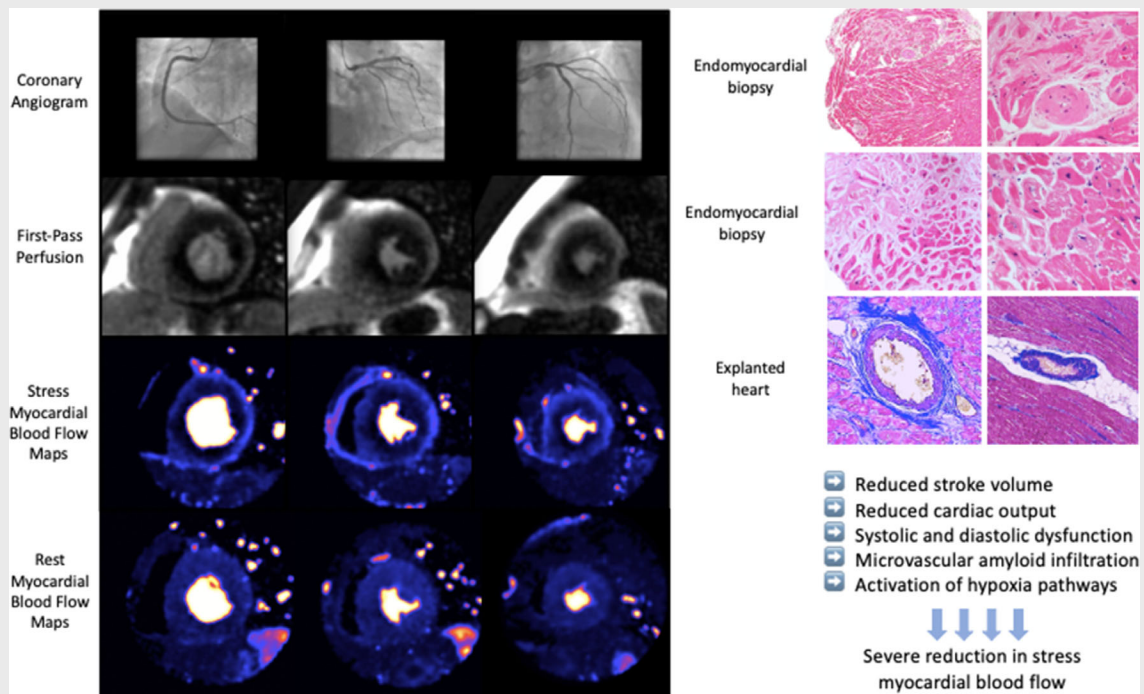 Coronary
Angiogram
First-Pass
Perfusion
Stress
Myocardial
Blood Flow
Maps
Rest
Myocardial
Blood Flow
Maps
Endomyocardial
biopsy
Endomyocardial
biopsy
Explanted
heart
Reduced stroke volume
Reduced cardiac output
Systolic and diastolic dysfunction
Microvascular amyloid infiltration
Activation of hypoxia pathways
Severe reduction in stress
myocardial blood flow